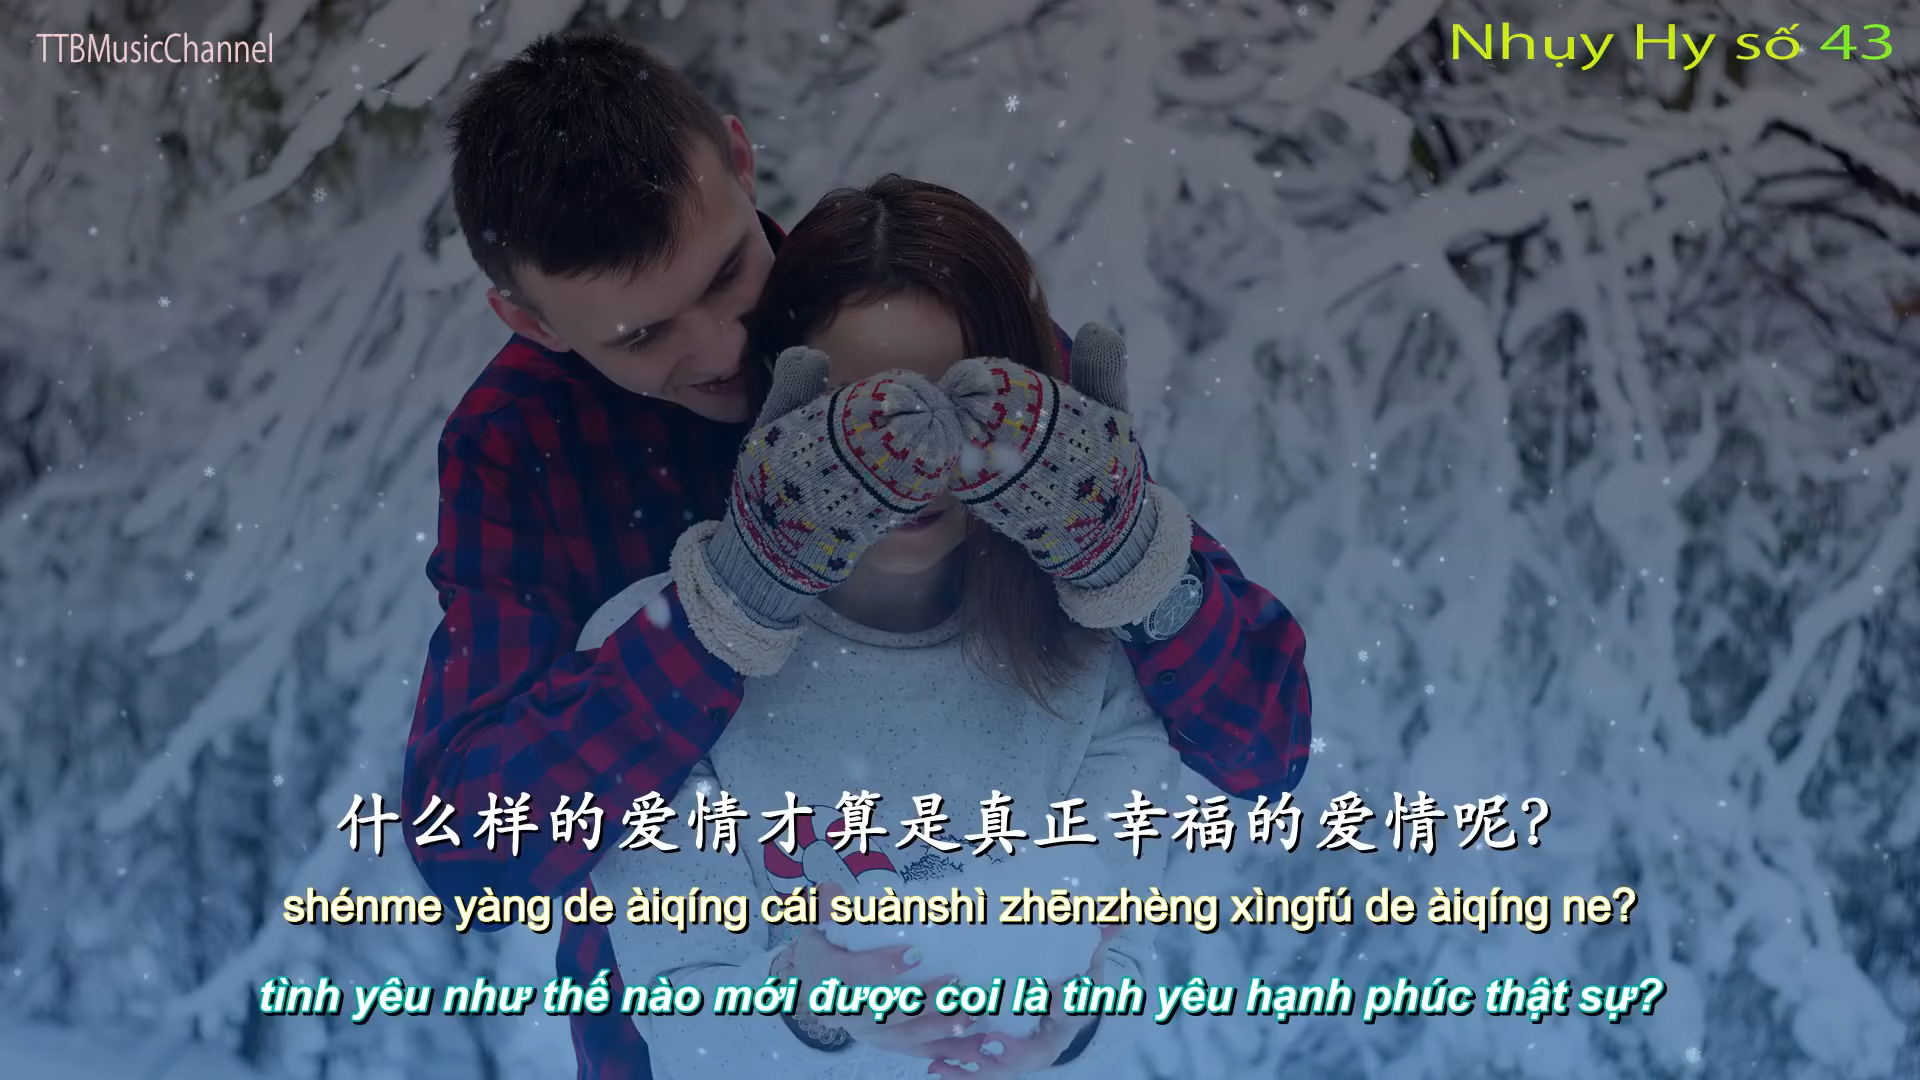 TTBMusicChannel
Nhụy Hy số 43
什么样的爱情才算是真正幸福的爱情呢?
shénme yàng de àiqíng cái suànshì zhēnzhèng xìngfú de àiqíng ne?
tình yêu như thế nào mới được coi là tình yêu hạnh phúc thật sự?